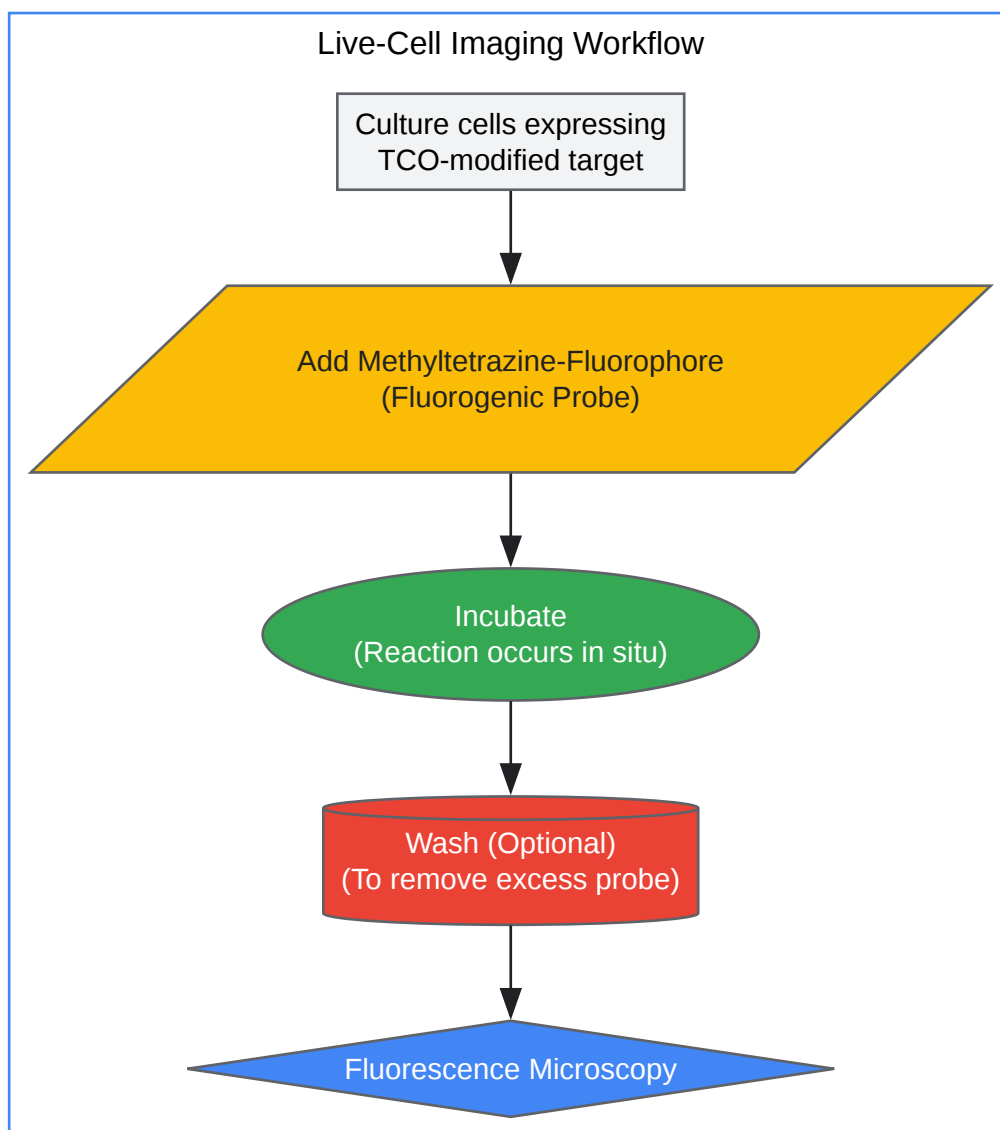 Live-Cell Imaging Workflow
Culture cells expressing
TCO-modified target
Add Methyltetrazine-Fluorophore
(Fluorogenic Probe)
Incubate
(Reaction occurs in situ)
Wash (Optional)
(To remove excess probe)
Fluorescence Microscopy